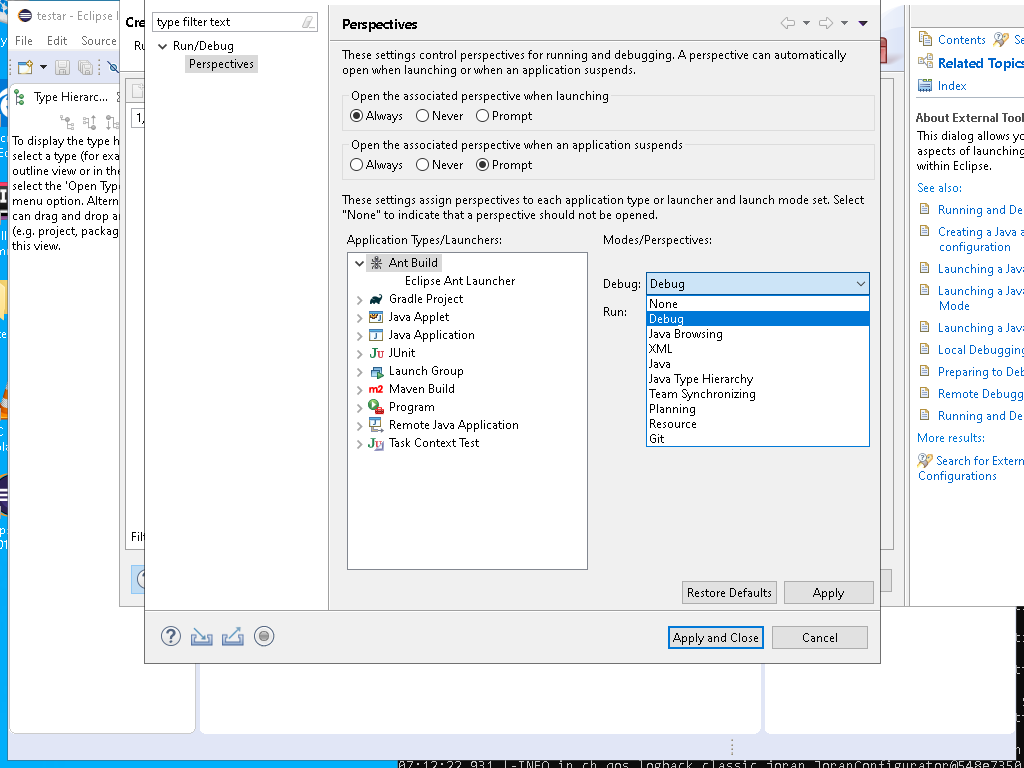 testar - Eclipse I
File
Edit
Source
Type Hierarc...
To display the type h
select a type (for exa
outline view or in the
select the 'Open Type
menu option. Altern
can drag and drop a
(e.g. project, packag
this view.
Cre
type filter text
Run/Debug
Perspectives
Perspectives
These settings control perspectives for running and debugging. A perspective can automatically
open when launching or when an application suspends.
Open the associated perspective when launching
Always
Never
Prompt
Open the associated perspective when an application suspends
Always
Never
Prompt
These settings assign perspectives to each application type or launcher and launch mode set. Select
"None" to indicate that a perspective should not be opened.
Application Types/Launchers:
Modes/Perspectives:
Ant Build
Eclipse Ant Launcher
Gradle Project
Java Applet
Java Application
JUnit
Launch Group
Maven Build
Program
Remote Java Application
Task Context Test
Debug:
Debug
Run:
None
Debug
Java Browsing
XML
Java
Java Type Hierarchy
Team Synchronizing
Planning
Resource
Git
Restore Defaults
Apply
Apply and Close
Cancel
Contents
Se
Related Topics
Index
About External Tool
This dialog allows yo
aspects of launching
within Eclipse.
See also:
Running and De
Creating a Java a
configuration
Launching a Java
Launching a Java
Mode
Launching a Java
Local Debugging
Preparing to Deb
Remote Debugg
Running and De
More results:
Search for Extern
Configurations
07:12:22,931 |-INFO in ch.qos.logback.classic.joran.JoranConfigurator@548e7350